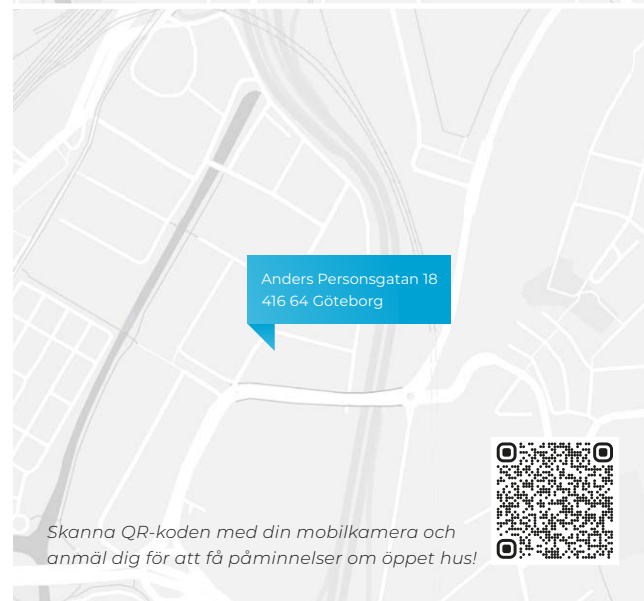 Anders Personsgatan 18
416 64 Göteborg
Skanna QR-koden med din mobilkamera och
anmäl dig för att få påminnelser om öppet hus!